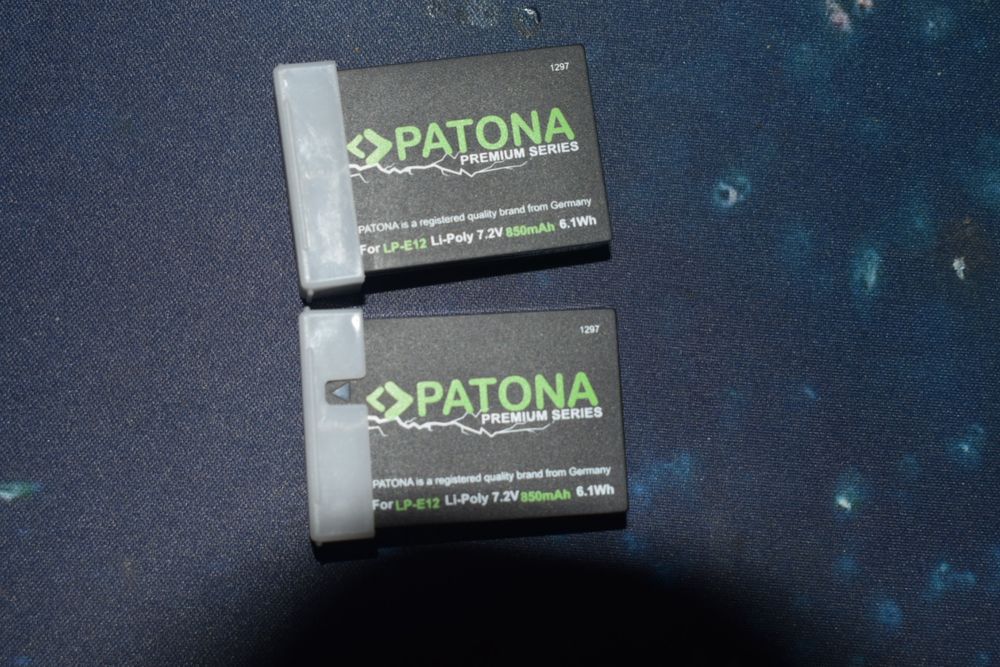 1297
PATONA
PREMIUM SERIES
PATONA is a registered quality brand from Germany
For LP-E12 Li-Poly 7.2V 850mAh 6.1Wh
1297
PATONA
PREMIUM SERIES
PATONA is a registered quality brand from Germany
For LP-E12 Li-Poly 7.2V 850mAh 6.1Wh